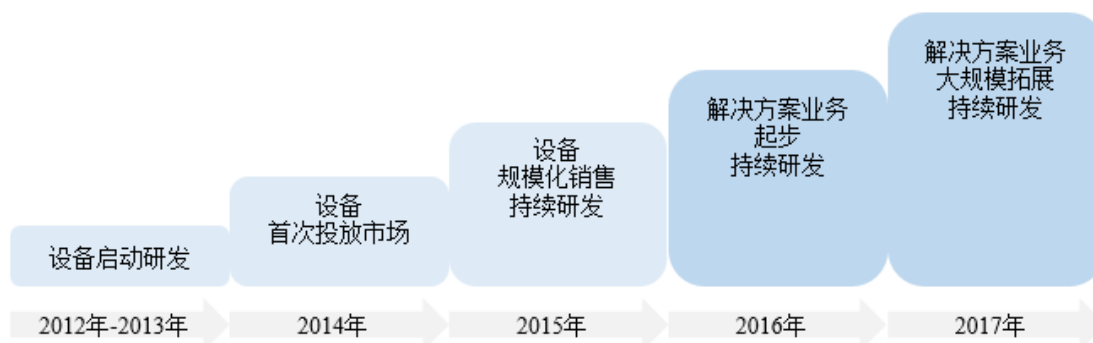 设备启动研发
设备
首次投放市场
设备
规模化销售
持续研发
解决方案业务
起步
持续研发
解决方案业务
大规模拓展
持续研发
2012年-2013年
2014年
2015年
2016年
2017年